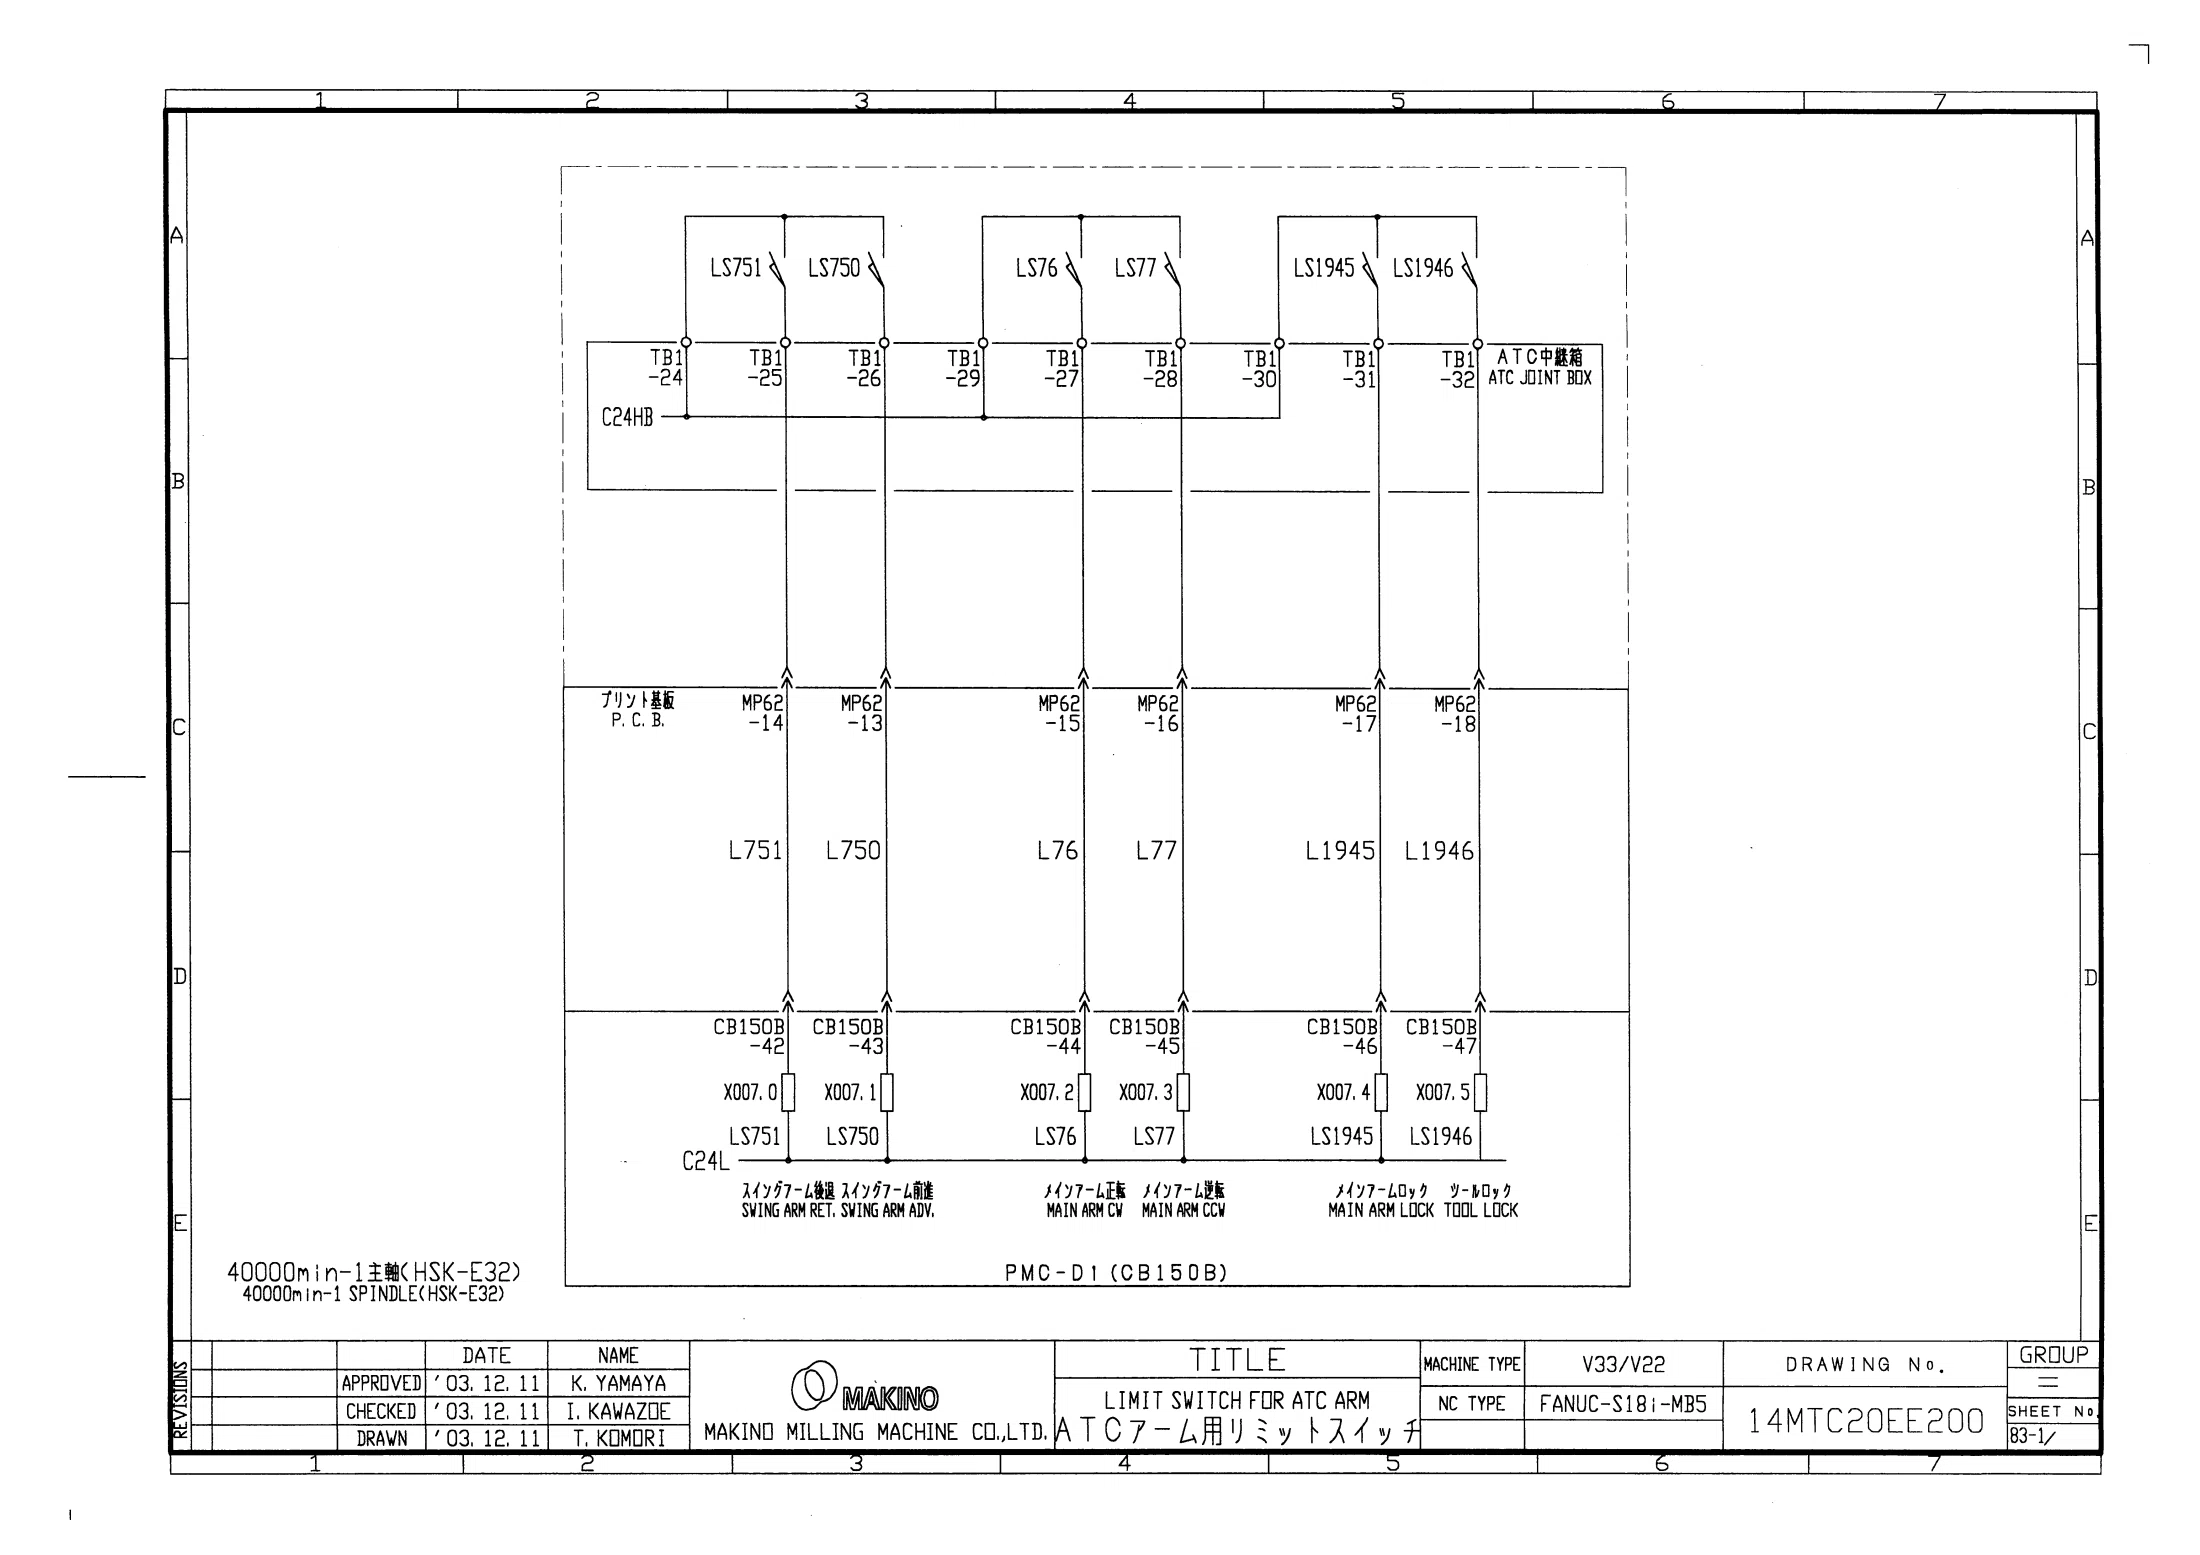 1 2 3 4 5 6 7
A A
LS751 LS750 LS76 LS77 LS1945 LS1946
TB1 TB1 TB1 TB1 TB1 TB1 TB1 TB1 TB1 ATC中継箱
-24 -25 -26 -29 -27 -28 -30 -31 -32 ATC JOINT BOX
C24HB
B B
プリント基板 MP62 MP62 MP62 MP62 MP62 MP62
P. C. B. -14 -13 -15 -16 -17 -18
C C
L751 L750 L76 L77 L1945 L1946
D D
CB150B CB150B CB150B CB150B CB150B CB150B
-42 -43 -44 -45 -46 -47
X007.0 X007.1 X007.2 X007.3 X007.4 X007.5
LS751 LS750 LS76 LS77 LS1945 LS1946
C24L
スイングアーム後退 スイングアーム前進 メインアーム正転 メインアーム逆転 メインアームロック ツールロック
SWING ARM RET. SWING ARM ADV. MAIN ARM CW MAIN ARM CCW MAIN ARM LOCK TOOL LOCK
E E
PMC-D1(CB150B)
40000min-1主軸(HSK-E32)
40000min-1 SPINDLE(HSK-E32)
REVISIONS
DATE NAME
APPROVED '03. 12. 11 K. YAMAYA
CHECKED '03. 12. 11 I. KAWAZOE
DRAWN '03. 12. 11 T. KOMORI
MAKINO
MAKINO MILLING MACHINE CO.,LTD.
TITLE
LIMIT SWITCH FOR ATC ARM
ATCアーム用リミットスイッチ
MACHINE TYPE V33/V22
NC TYPE FANUC-S18i-MB5
DRAWING No.
14MTC20EE200
GROUP
=
SHEET No.
83-1/
1 2 3 4 5 6 7